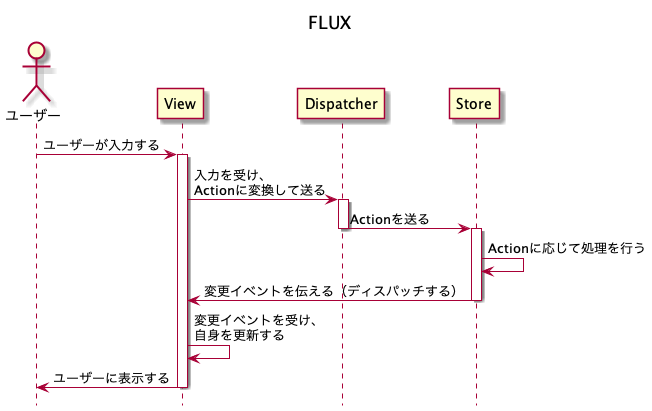 FLUX
ユーザー
View
Dispatcher
Store
ユーザーが入力する
入力を受け、
Actionに変換して送る
Actionを送る
Actionに応じて処理を行う
変更イベントを伝える（ディスパッチする）
変更イベントを受け、
自身を更新する
ユーザーに表示する